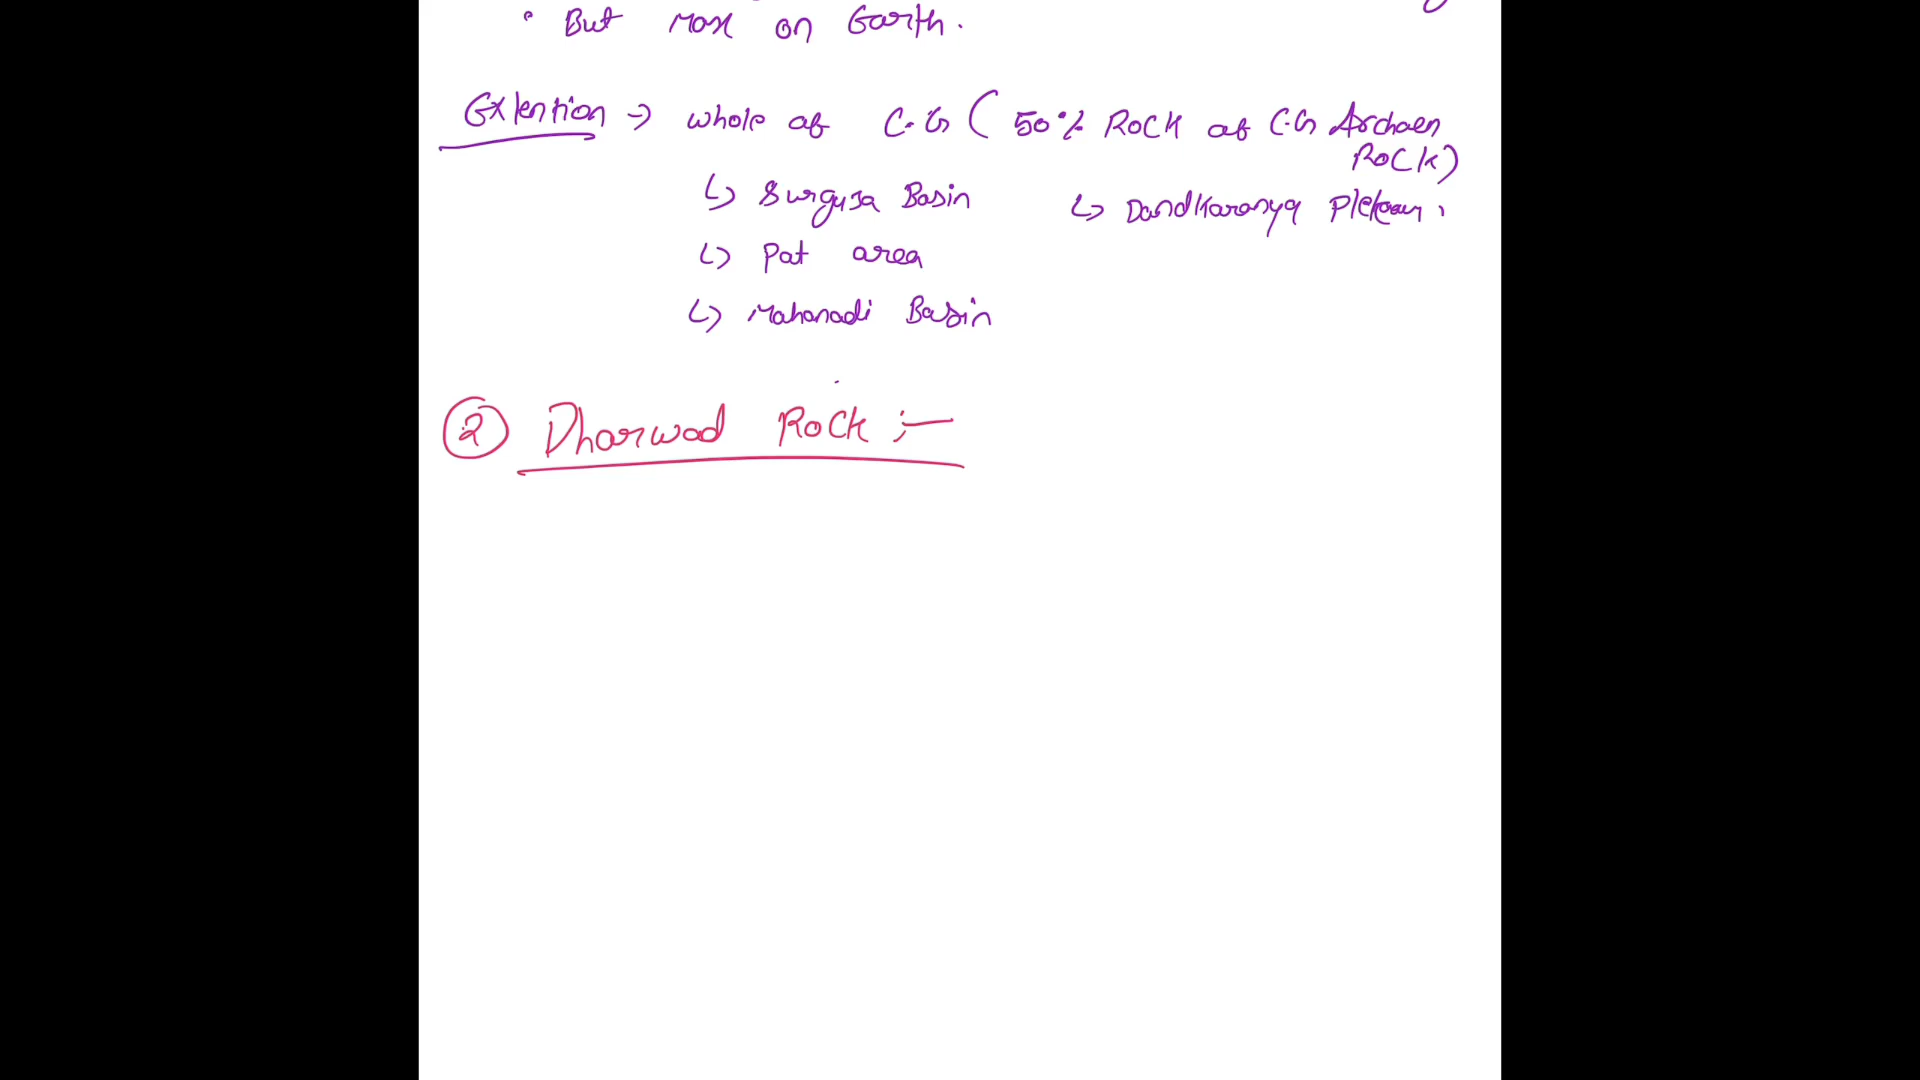 • But Max on Earth.
Extention → whole of C.G ( 50% Rock of C.G Archaen
Rock)
↳ Surguja Basin ↳ Dandkaranya
↳ Pat area
↳ Mahanadi Basin
② Dharwad Rock :-